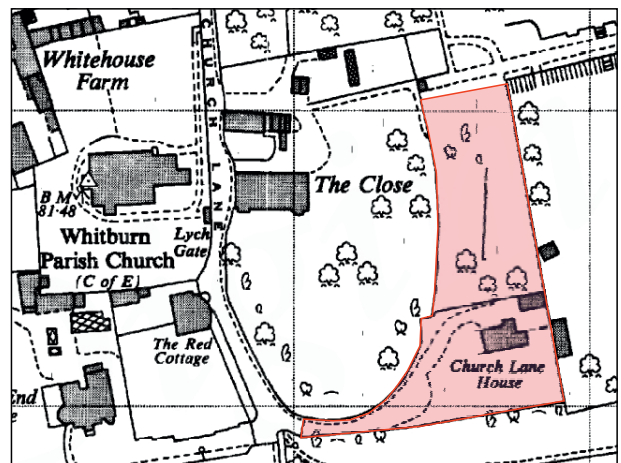 Whitehouse
Farm
CHURCH LANE
The Close
B M
81·48
Lych
Gate
Whitburn
Parish Church
(C of E)
The Red
Cottage
Church Lane
House
End